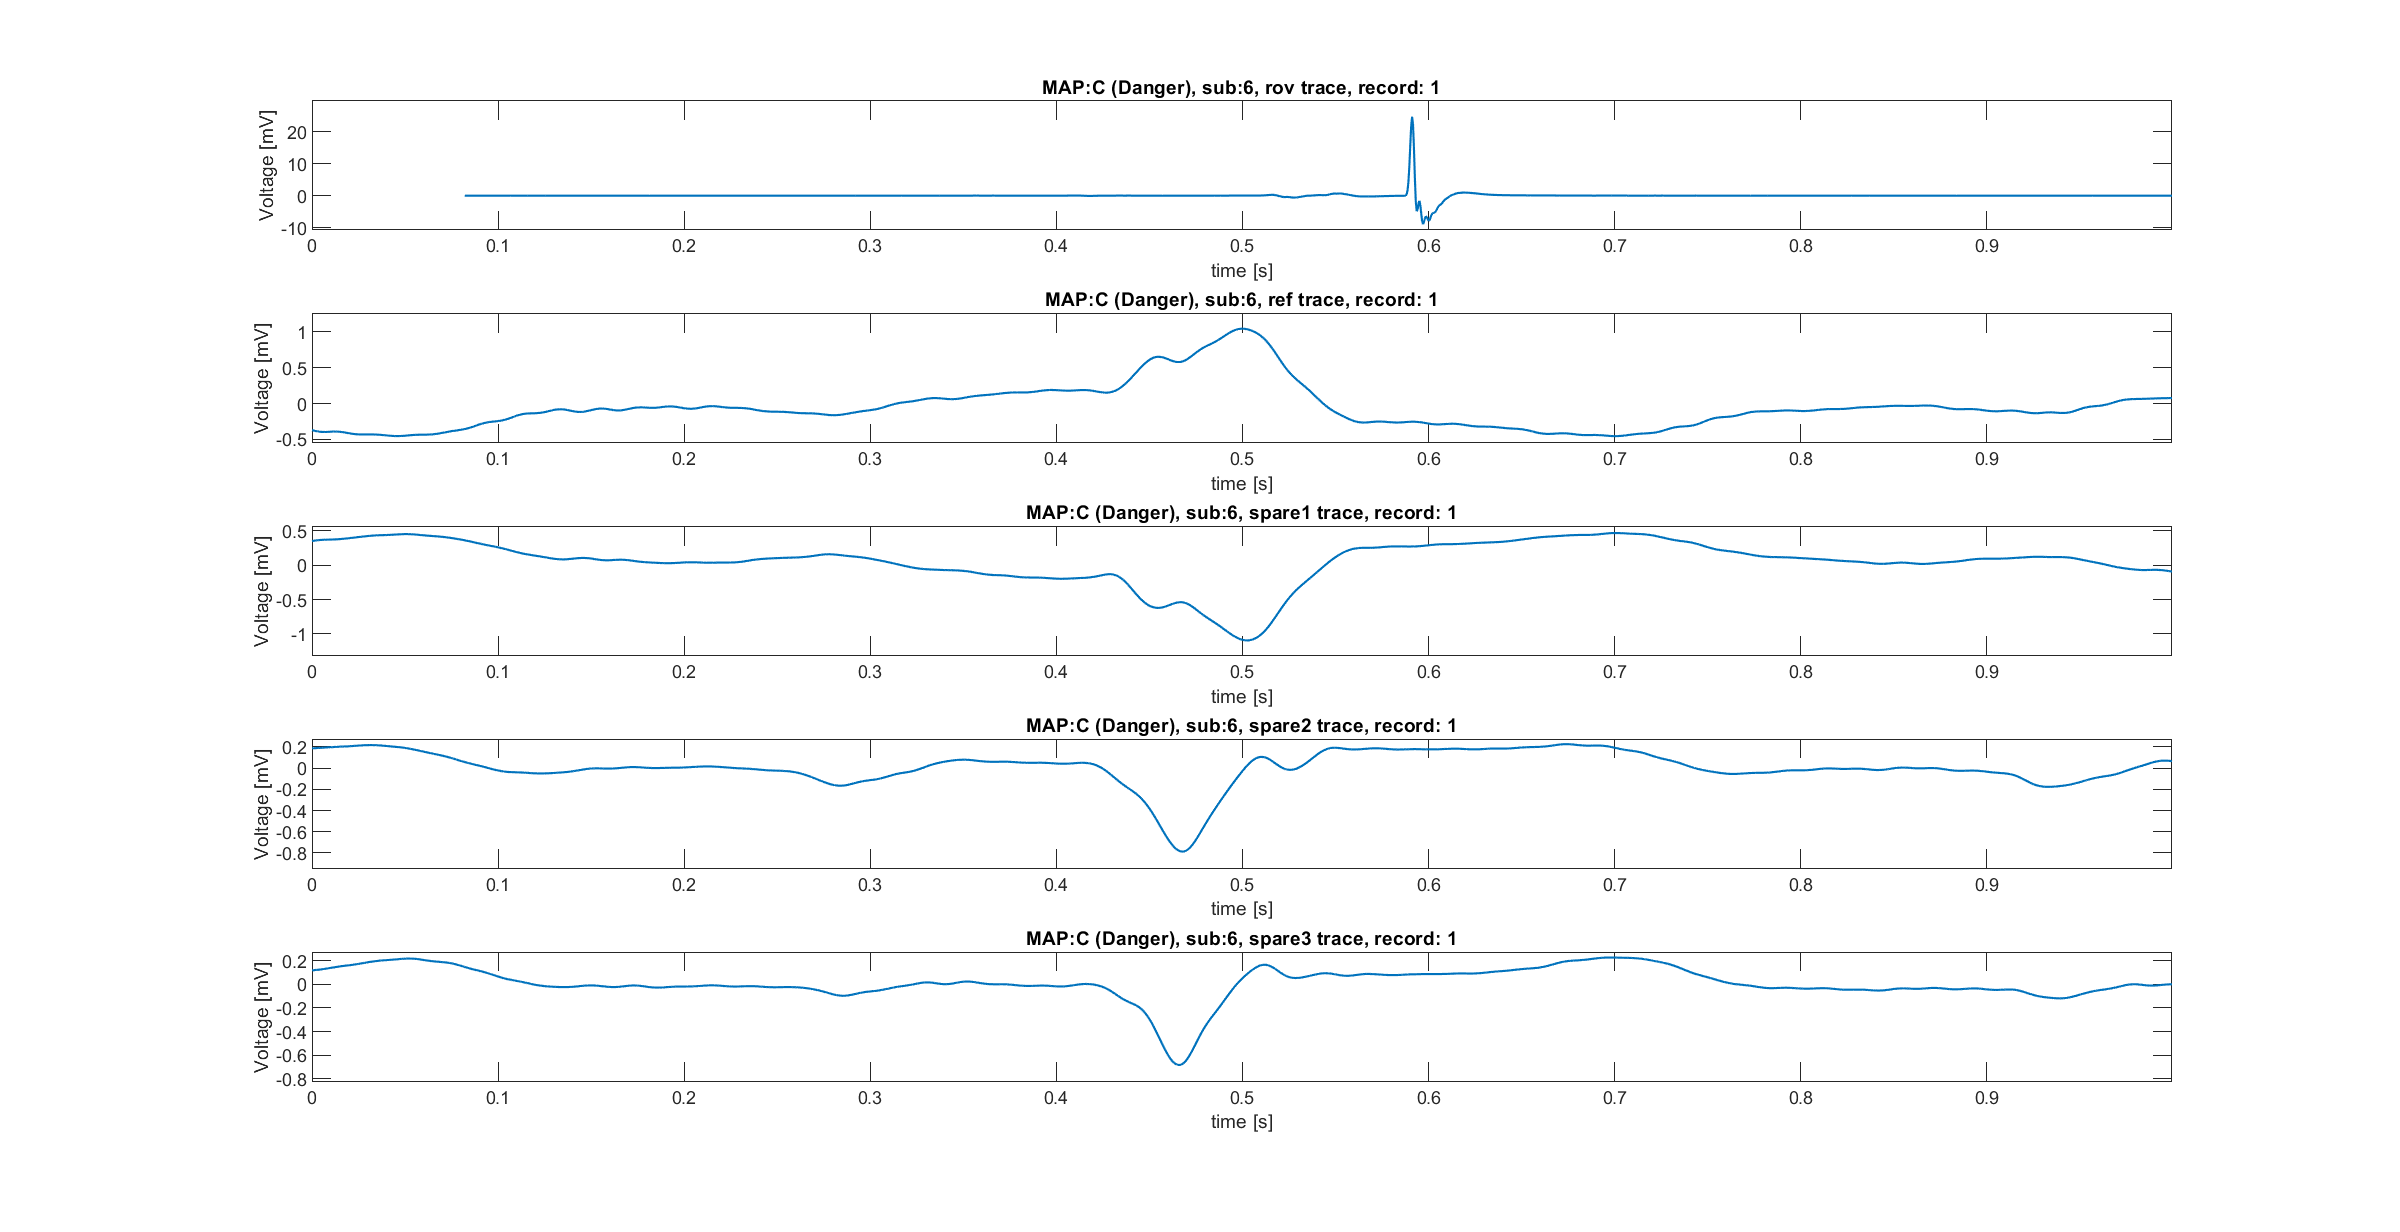 MAP:C (Danger), sub:6, rov trace, record: 1
Voltage [mV]
20
10
0
-10
0 0.1 0.2 0.3 0.4 0.5 0.6 0.7 0.8 0.9
time [s]
MAP:C (Danger), sub:6, ref trace, record: 1
Voltage [mV]
1
0.5
0
-0.5
0 0.1 0.2 0.3 0.4 0.5 0.6 0.7 0.8 0.9
time [s]
MAP:C (Danger), sub:6, spare1 trace, record: 1
Voltage [mV]
0.5
0
-0.5
-1
0 0.1 0.2 0.3 0.4 0.5 0.6 0.7 0.8 0.9
time [s]
MAP:C (Danger), sub:6, spare2 trace, record: 1
Voltage [mV]
0.2
0
-0.2
-0.4
-0.6
-0.8
0 0.1 0.2 0.3 0.4 0.5 0.6 0.7 0.8 0.9
time [s]
MAP:C (Danger), sub:6, spare3 trace, record: 1
Voltage [mV]
0.2
0
-0.2
-0.4
-0.6
-0.8
0 0.1 0.2 0.3 0.4 0.5 0.6 0.7 0.8 0.9
time [s]